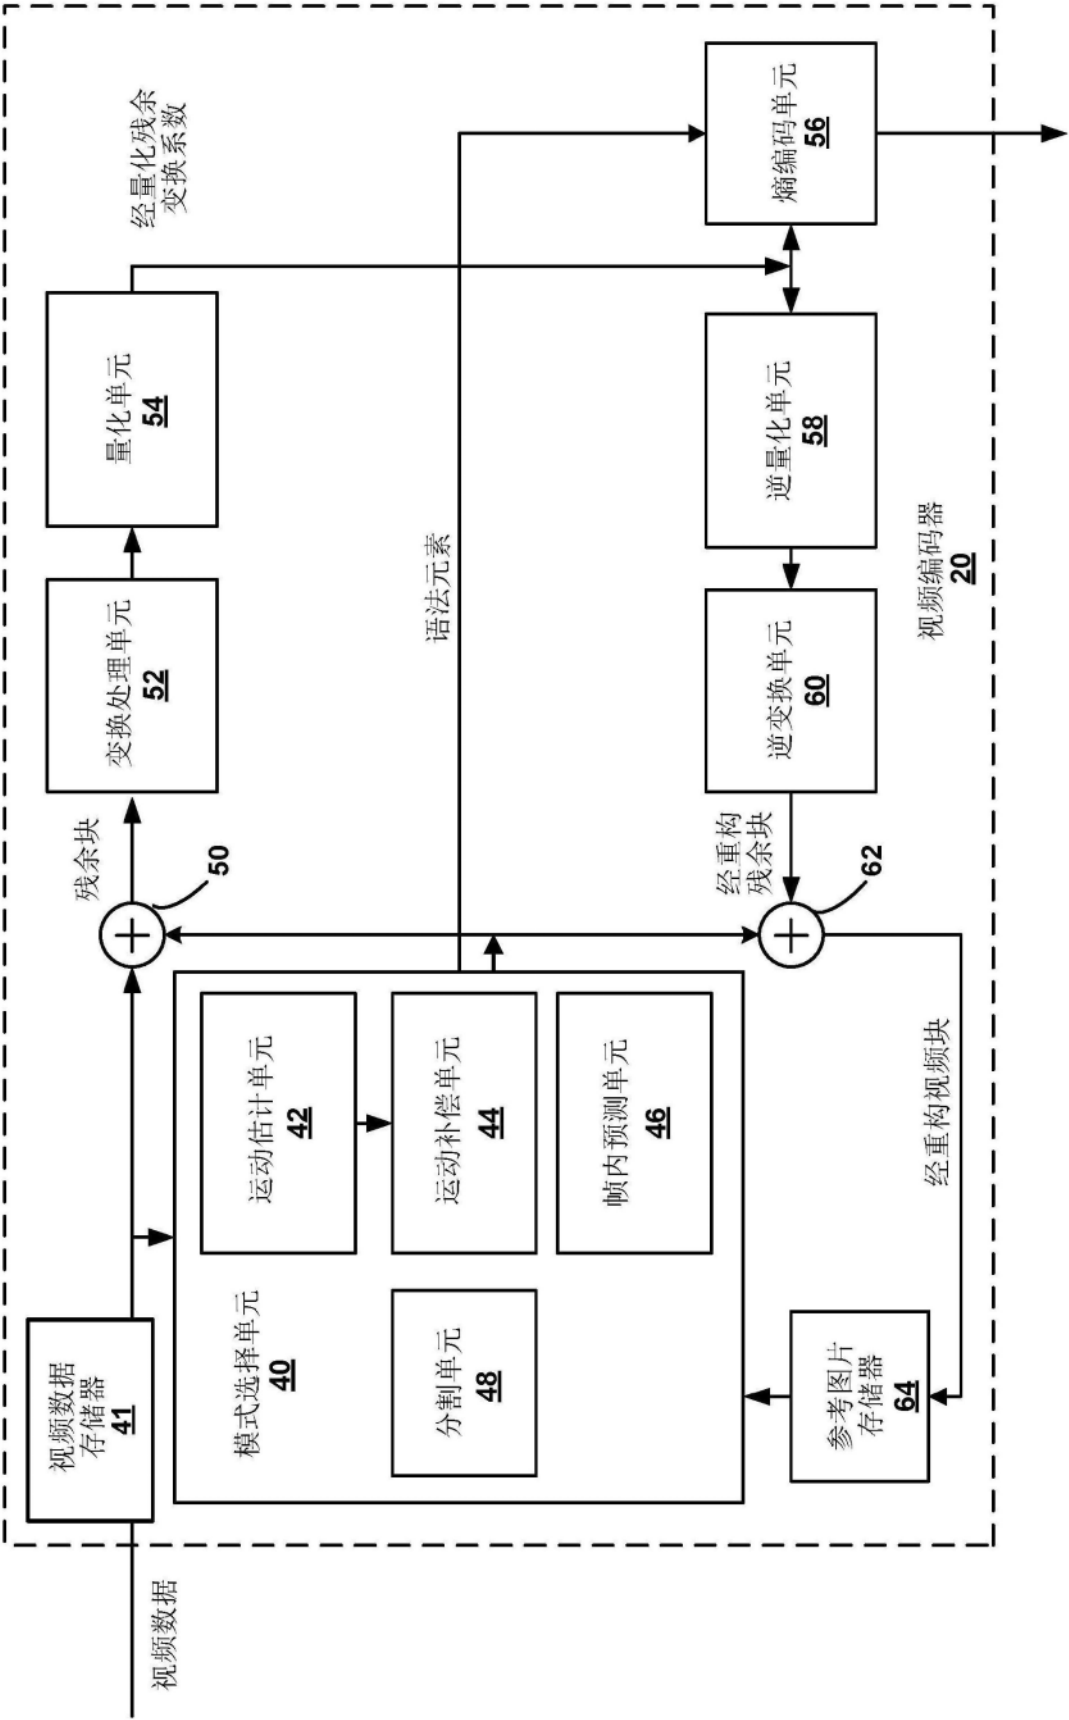 视频数据
视频数据
存储器
41
模式选择单元
40
分割单元
48
运动估计单元
42
运动补偿单元
44
帧内预测单元
46
参考图片
存储器
64
经重构视频块
50
残余块
62
经重构
残余块
变换处理单元
52
量化单元
54
经量化残余
变换系数
语法元素
逆变换单元
60
逆量化单元
58
熵编码单元
56
视频编码器
20